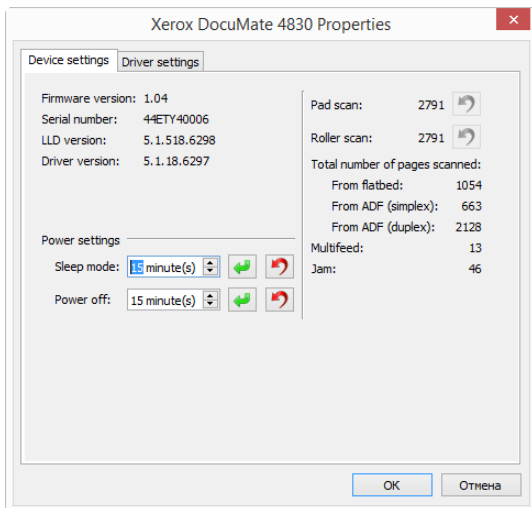 Xerox DocuMate 4830 Properties
Device settings
Driver settings
Firmware version: 1.04
Serial number: 44ETY40006
LLD version: 5.1.518.6298
Driver version: 5.1.18.6297
Power settings
Sleep mode: 15 minute(s)
Power off: 15 minute(s)
Pad scan: 2791
Roller scan: 2791
Total number of pages scanned:
From flatbed: 1054
From ADF (simplex): 663
From ADF (duplex): 2128
Multifeed: 13
Jam: 46
OK
Отмена